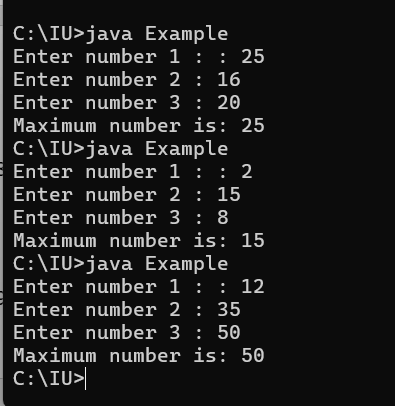 C:\IU>java Example
Enter number 1 : : 25
Enter number 2 : 16
Enter number 3 : 20
Maximum number is: 25
C:\IU>java Example
Enter number 1 : : 2
Enter number 2 : 15
Enter number 3 : 8
Maximum number is: 15
C:\IU>java Example
Enter number 1 : : 12
Enter number 2 : 35
Enter number 3 : 50
Maximum number is: 50
C:\IU>